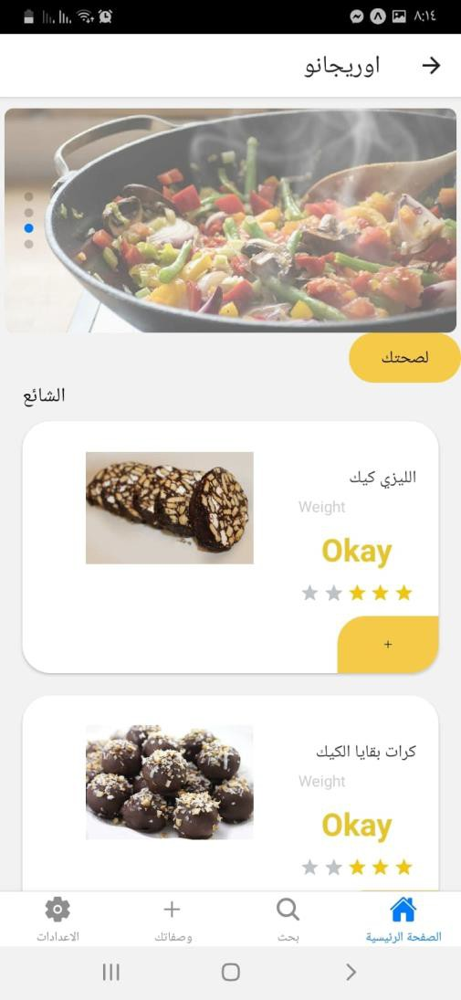 ٨:١٤
اوريجانو
لصحتك
الشائع
الليزي كيك
Weight
Okay
+
كرات بقايا الكيك
Weight
Okay
الصفحة الرئيسية
بحث
وصفاتك
الاعدادات